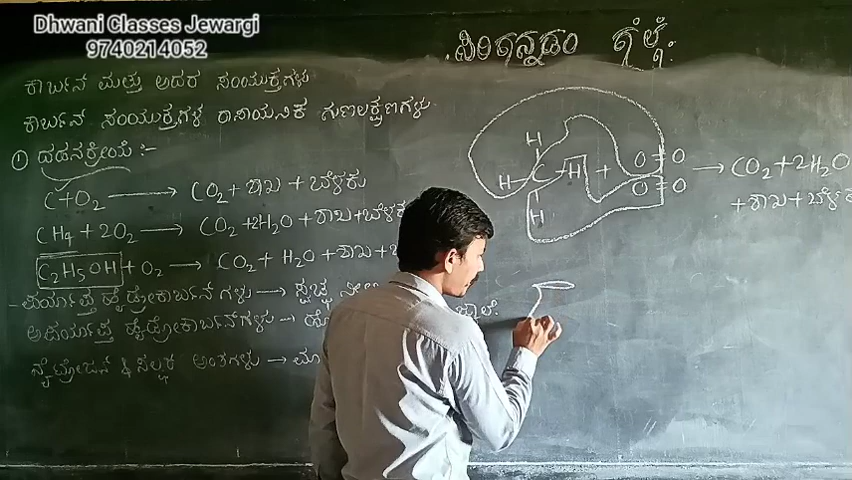 Dhwani Classes Jewargi
9740214052
ಸಿರಿಗನ್ನಡಂ ಗೆಲ್ಗೆ.
ಕಾರ್ಬನ್ ಮತ್ತು ಅದರ ಸಂಯುಕ್ತಗಳು
ಕಾರ್ಬನ್ ಸಂಯುಕ್ತಗಳ ರಾಸಾಯನಿಕ ಗುಣಲಕ್ಷಣಗಳು
① ದಹನಕ್ರಿಯೆ :-
C+O₂ → CO₂ + ಶಾಖ + ಬೆಳಕು
CH₄ + 2O₂ → CO₂ + 2H₂O + ಶಾಖ + ಬೆಳಕು
C₂H₅OH + O₂ → CO₂ + H₂O + ಶಾಖ +
- ಪರ್ಯಾಪ್ತ ಹೈಡ್ರೋಕಾರ್ಬನ್ ಗಳು → ಸ್ವಚ್ಛ ನೀಲಿ
ಅಪರ್ಯಾಪ್ತ ಹೈಡ್ರೋಕಾರ್ಬನ್‌ಗಳು → ಜ್ವಾಲೆ.
ನೈಟ್ರೋಜನ್ & ಸಲ್ಫರ್ ಅಂಶಗಳು →
H
H-C-H + O=O → CO₂ + 2H₂O
H O=O + ಶಾಖ + ಬೆಳಕು